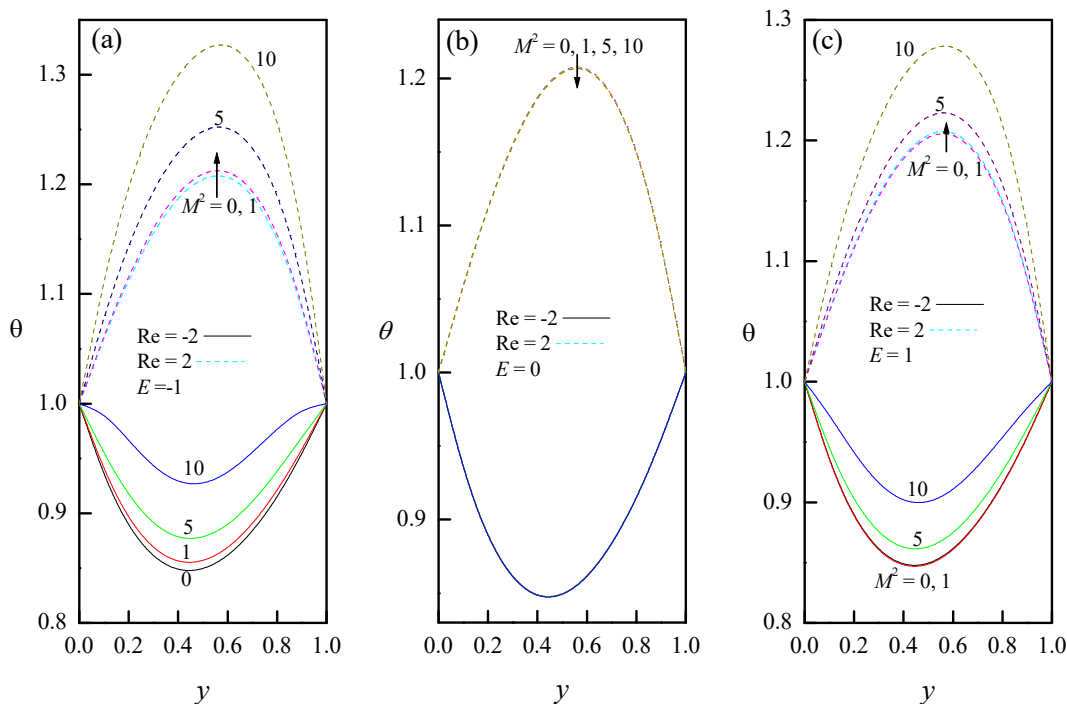 (a)
10
5
M² = 0, 1
Re = -2
Re = 2
E =-1
10
5
1
0
1.3
1.2
1.1
1.0
0.9
0.8
θ
0.0 0.2 0.4 0.6 0.8 1.0
y
(b)
M² = 0, 1, 5, 10
Re = -2
Re = 2
E = 0
1.2
1.1
1.0
0.9
θ
0.0 0.2 0.4 0.6 0.8 1.0
y
(c)
10
5
M² = 0, 1
Re = -2
Re = 2
E = 1
10
5
M² = 0, 1
1.3
1.2
1.1
1.0
0.9
0.8
θ
0.0 0.2 0.4 0.6 0.8 1.0
y